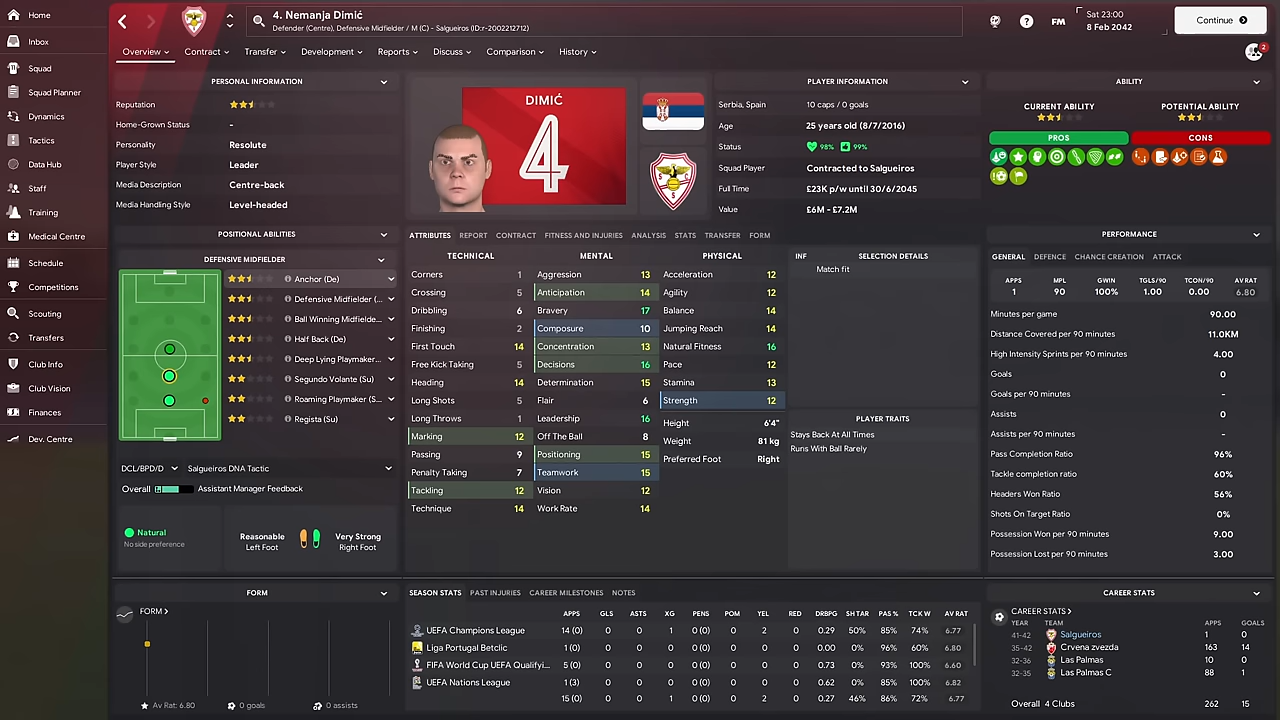 Home
Inbox
Squad
Squad Planner
Dynamics
Tactics
Data Hub
Staff
Training
Medical Centre
Schedule
Competitions
Scouting
Transfers
Club Info
Club Vision
Finances
Dev. Centre
4. Nemanja Dimić
Defender (Centre), Defensive Midfielder / M (C) - Salgueiros (ID:r-2002212712)
FM
Sat 23:00
8 Feb 2042
Continue
Overview Contract Transfer Development Reports Discuss Comparison History
2
PERSONAL INFORMATION
Reputation
Home-Grown Status -
Personality Resolute
Player Style Leader
Media Description Centre-back
Media Handling Style Level-headed
DIMIĆ
4
PLAYER INFORMATION
Serbia, Spain 10 caps / 0 goals
Age 25 years old (8/7/2016)
Status 98% 99%
Squad Player Contracted to Salgueiros
Full Time £23K p/w until 30/6/2045
Value £6M - £7.2M
ABILITY
CURRENT ABILITY POTENTIAL ABILITY
PROS CONS
POSITIONAL ABILITIES
DEFENSIVE MIDFIELDER
Anchor (De)
Defensive Midfielder (...
Ball Winning Midfielde...
Half Back (De)
Deep Lying Playmaker...
Segundo Volante (Su)
Roaming Playmaker (S...
Regista (Su)
DCL/BPD/D Salgueiros DNA Tactic
Overall Assistant Manager Feedback
Natural
No side preference
Reasonable
Left Foot
Very Strong
Right Foot
ATTRIBUTES REPORT CONTRACT FITNESS AND INJURIES ANALYSIS STATS TRANSFER FORM
TECHNICAL MENTAL PHYSICAL
Corners 1 Aggression 13 Acceleration 12
Crossing 5 Anticipation 14 Agility 12
Dribbling 6 Bravery 17 Balance 14
Finishing 2 Composure 10 Jumping Reach 14
First Touch 14 Concentration 13 Natural Fitness 16
Free Kick Taking 5 Decisions 16 Pace 12
Heading 14 Determination 15 Stamina 13
Long Shots 5 Flair 6 Strength 12
Long Throws 1 Leadership 16 Height 6'4"
Marking 12 Off The Ball 8 Weight 81 kg
Passing 9 Positioning 15 Preferred Foot Right
Penalty Taking 7 Teamwork 15
Tackling 12 Vision 12
Technique 14 Work Rate 14
INF SELECTION DETAILS
Match fit
PLAYER TRAITS
Stays Back At All Times
Runs With Ball Rarely
PERFORMANCE
GENERAL DEFENCE CHANCE CREATION ATTACK
APPS MPL GWIN TGLS/90 TCON/90 AV RAT
1 90 100% 1.00 0.00 6.80
Minutes per game 90.00
Distance Covered per 90 minutes 11.0KM
High Intensity Sprints per 90 minutes 4.00
Goals 0
Goals per 90 minutes -
Assists 0
Assists per 90 minutes -
Pass Completion Ratio 96%
Tackle completion ratio 60%
Headers Won Ratio 56%
Shots On Target Ratio 0%
Possession Won per 90 minutes 9.00
Possession Lost per 90 minutes 3.00
FORM
FORM >
Av Rat: 6.80 0 goals 0 assists
SEASON STATS PAST INJURIES CAREER MILESTONES NOTES
APPS GLS ASTS XG PENS POM YEL RED DRBPG SH TAR PAS % TCK W AV RAT
UEFA Champions League 14 (0) 0 0 1 0 (0) 0 2 0 0.29 50% 85% 74% 6.77
Liga Portugal Betclic 1 (0) 0 0 0 0 (0) 0 0 0 0.00 0% 96% 60% 6.80
FIFA World Cup UEFA Qualifyi... 5 (0) 0 0 0 0 (0) 0 0 0 0.73 0% 93% 100% 6.60
UEFA Nations League 1 (3) 0 0 0 0 (0) 0 0 0 0.62 0% 85% 100% 6.82
15 (0) 0 0 1 0 (0) 0 2 0 0.27 46% 86% 72% 6.77
CAREER STATS
CAREER STATS >
YEAR TEAM APPS GOALS
41-42 Salgueiros 1 0
35-42 Crvena zvezda 163 14
32-36 Las Palmas 10 0
32-35 Las Palmas C 88 1
Overall 4 Clubs 262 15